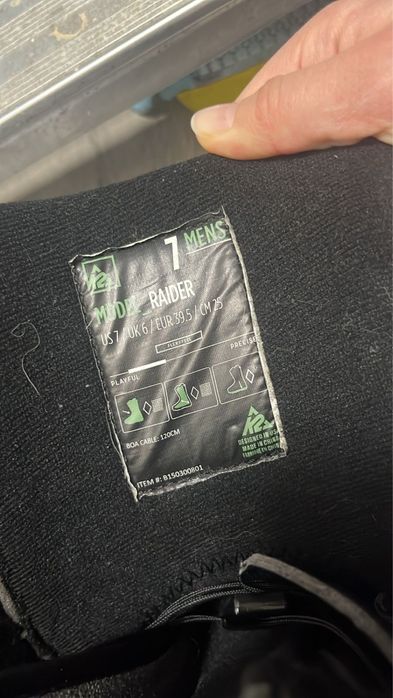 K2
7 MENS
MODEL_RAIDER
US 7 / UK 6 / EUR 39.5 / CM 25
PLAYFUL PRECISE
BOA CABLE: 120CM
K2
DESIGNED IN USA
MADE IN CHINA
ITEM #: B150300801